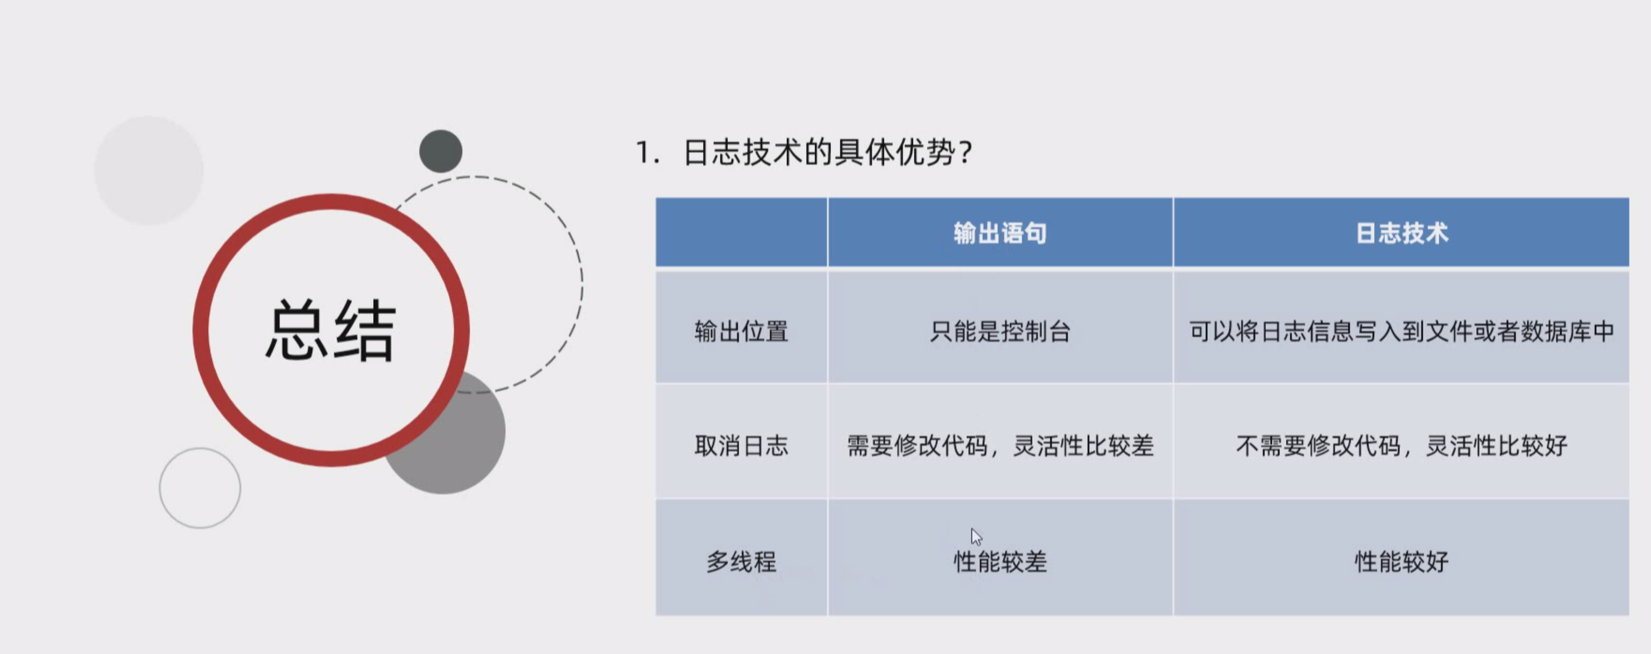 总结
1. 日志技术的具体优势?
输出语句 日志技术
输出位置 只能是控制台 可以将日志信息写入到文件或者数据库中
取消日志 需要修改代码，灵活性比较差 不需要修改代码，灵活性比较好
多线程 性能较差 性能较好